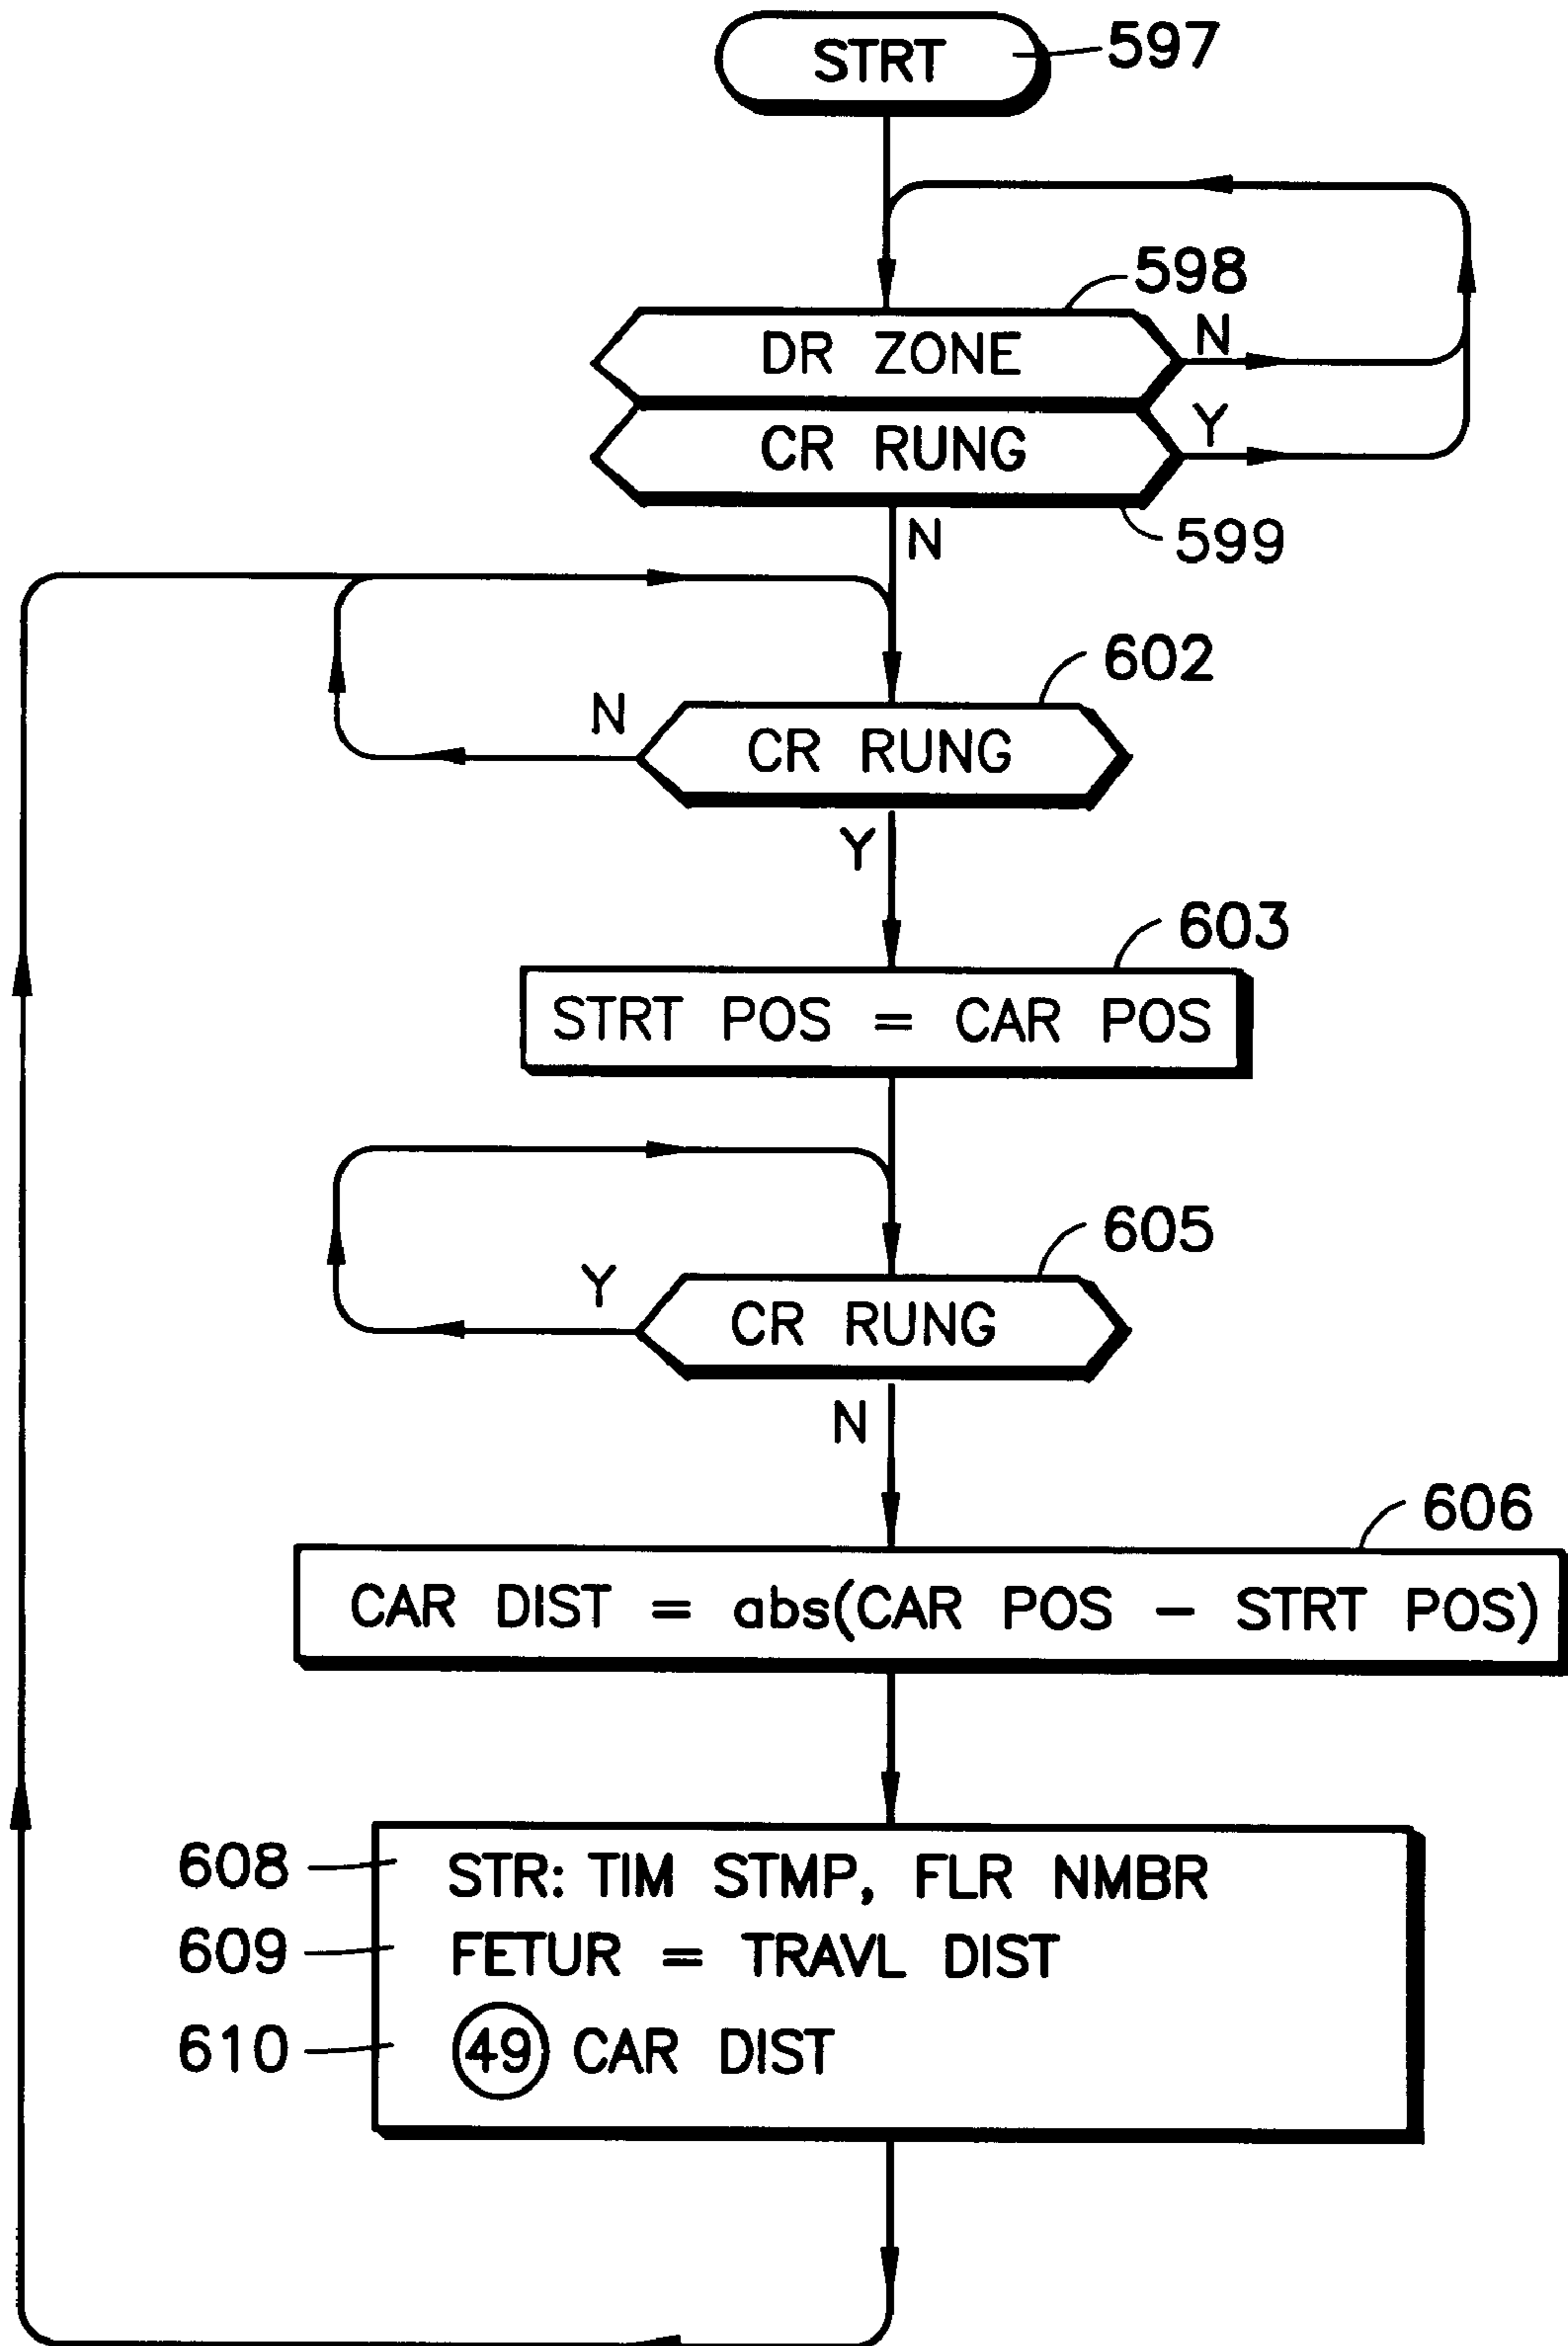 STRT
597
598
DR ZONE
N
CR RUNG
Y
N
599
602
N
CR RUNG
Y
603
STRT POS = CAR POS
605
Y
CR RUNG
N
606
CAR DIST = abs(CAR POS - STRT POS)
608
STR: TIM STMP, FLR NMBR
609
FETUR = TRAVL DIST
610
49 CAR DIST